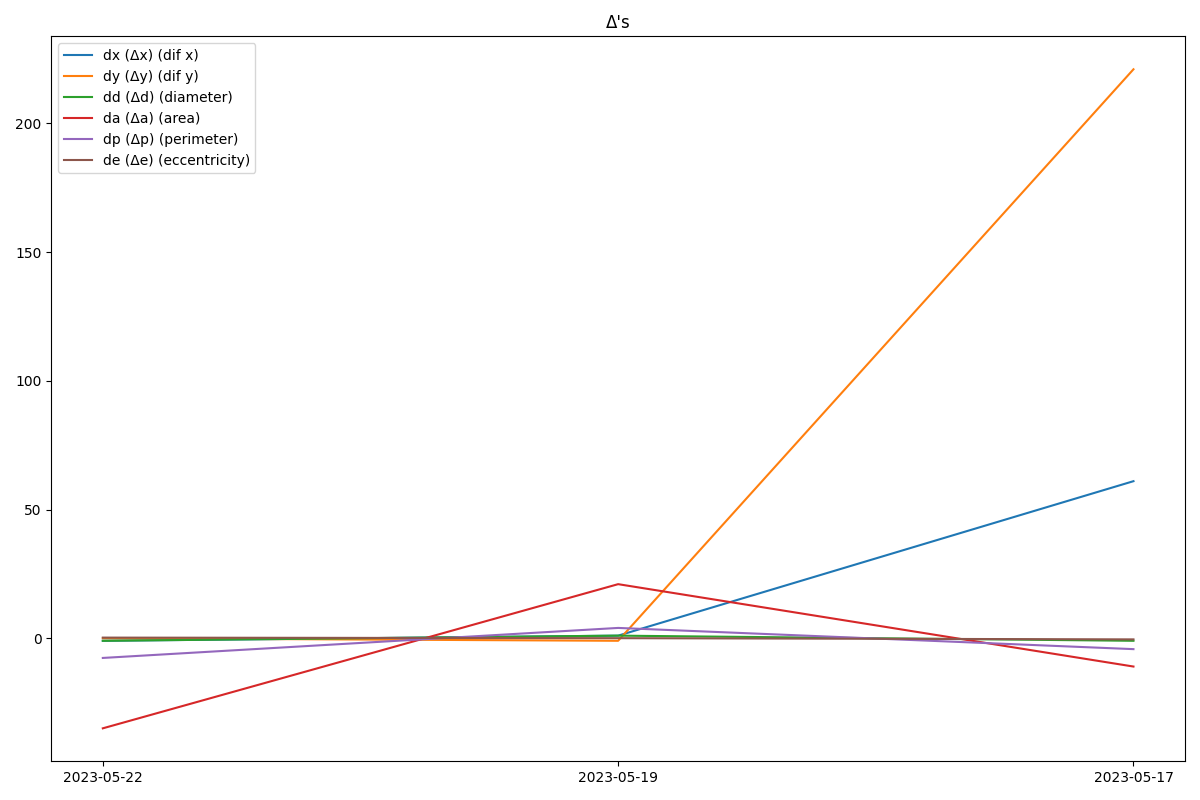 Δ's
dx (Δx) (dif x)
dy (Δy) (dif y)
dd (Δd) (diameter)
da (Δa) (area)
dp (Δp) (perimeter)
de (Δe) (eccentricity)
200
150
100
50
0
2023-05-22
2023-05-19
2023-05-17